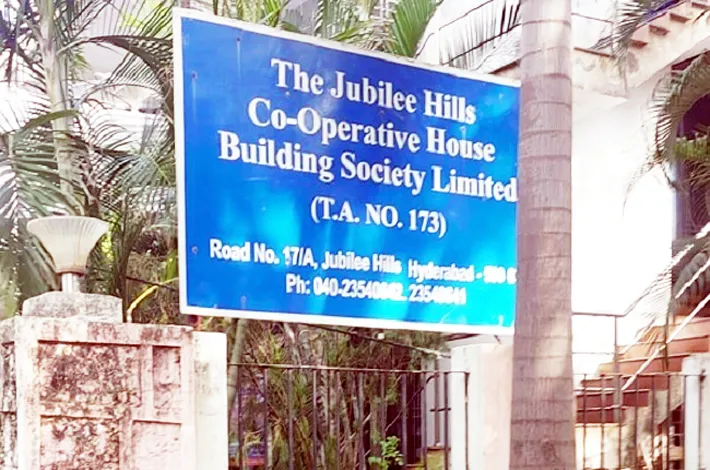 The Jubilee Hills
Co-Operative House
Building Society Limited
(T.A. NO. 173)
Road No. 17/A, Jubilee Hills Hyderabad -
Ph: 040-